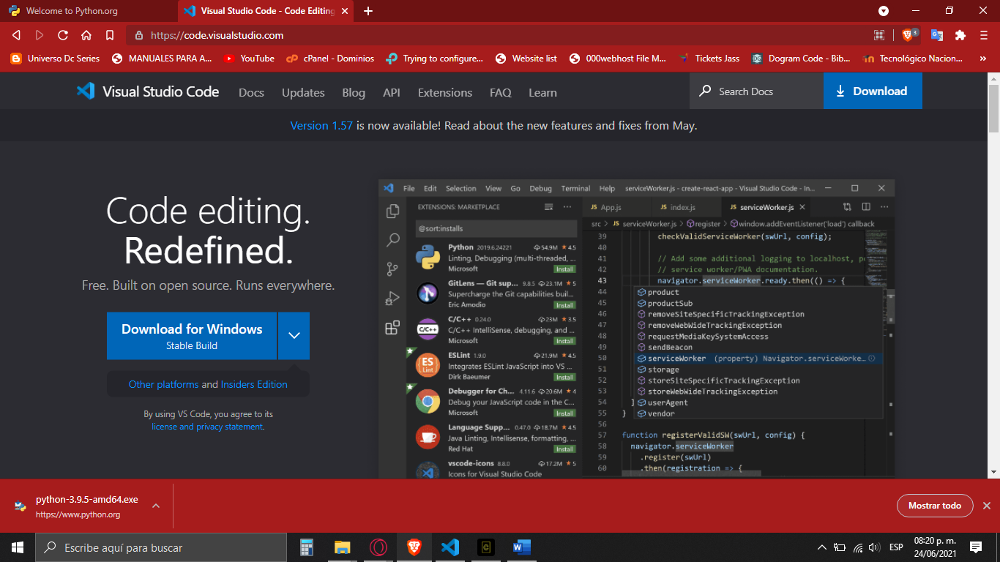 Welcome to Python.org
Visual Studio Code - Code Editing
https://code.visualstudio.com
3
Universo Dc Series
MANUALES PARA A...
YouTube
cPanel - Dominios
Trying to configure...
Website list
000webhost File M...
Tickets Jass
Dogram Code - Bib...
Tecnológico Nacion...
»
Visual Studio Code
Docs
Updates
Blog
API
Extensions
FAQ
Learn
Search Docs
Download
Version 1.57 is now available! Read about the new features and fixes from May.
Code editing.
Redefined.
Free. Built on open source. Runs everywhere.
Download for Windows
Stable Build
Other platforms and Insiders Edition
By using VS Code, you agree to its
license and privacy statement.
File Edit Selection View Go Debug Terminal Help
serviceWorker.js - create-react-app - Visual Studio Code - In...
EXTENSIONS: MARKETPLACE
@sort:installs
Python 2019.6.24221 54.9M 4.5
Linting, Debugging (multi-threaded, ...
Microsoft Install
GitLens — Git sup... 9.8.5 23.1M 5
Supercharge the Git capabilities buil...
Eric Amodio Install
C/C++ 0.24.0 23M 3.5
C/C++ IntelliSense, debugging, and ...
Microsoft Install
ESLint 1.9.0 21.9M 4.5
Integrates ESLint JavaScript into VS ...
Dirk Baeumer Install
Debugger for Ch... 4.11.6 20.6M 4
Debug your JavaScript code in the C...
Microsoft Install
Language Supp... 0.47.0 18.7M 4.5
Java Linting, Intellisense, formatting, ...
Red Hat Install
vscode-icons 8.8.0 17.2M 5
Icons for Visual Studio Code
JS App.js
JS index.js
JS serviceWorker.js
src > JS serviceWorker.js > register > window.addEventListener('load') callback
39 checkValidServiceWorker(swUrl, config);
40
41 // Add some additional logging to localhost, po
42 // service worker/PWA documentation.
43 navigator.serviceWorker.ready.then(() => {
44 product
45 productSub
46 removeSiteSpecificTrackingException
47 removeWebWideTrackingException
48 requestMediaKeySystemAccess
49 sendBeacon
50 serviceWorker (property) Navigator.serviceWorke...
51 storage
52 storeSiteSpecificTrackingException
53 storeWebWideTrackingException
54 ] userAgent
55 } vendor
56
57 function registerValidSW(swUrl, config) {
58 navigator.serviceWorker
59 .register(swUrl)
60 .then(registration => {
python-3.9.5-amd64.exe
https://www.python.org
Mostrar todo
Escribe aquí para buscar
ESP
08:20 p. m.
24/06/2021